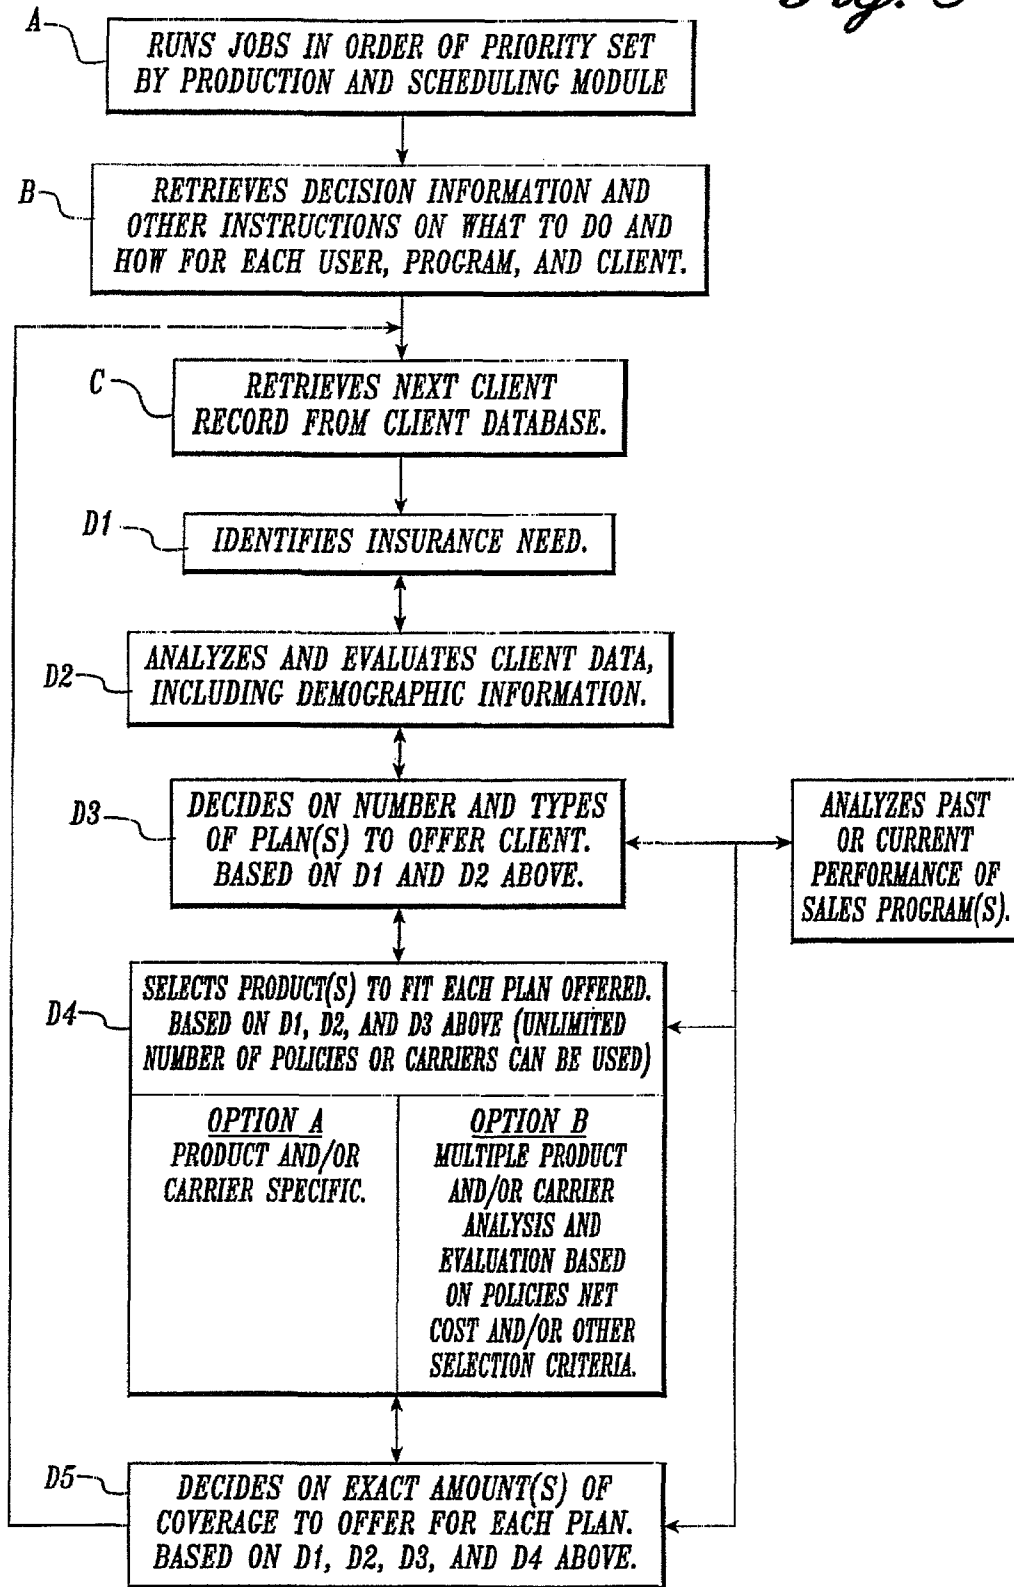 A
RUNS JOBS IN ORDER OF PRIORITY SET
BY PRODUCTION AND SCHEDULING MODULE
B
RETRIEVES DECISION INFORMATION AND
OTHER INSTRUCTIONS ON WHAT TO DO AND
HOW FOR EACH USER, PROGRAM, AND CLIENT.
C
RETRIEVES NEXT CLIENT
RECORD FROM CLIENT DATABASE.
D1
IDENTIFIES INSURANCE NEED.
D2
ANALYZES AND EVALUATES CLIENT DATA,
INCLUDING DEMOGRAPHIC INFORMATION.
D3
DECIDES ON NUMBER AND TYPES
OF PLAN(S) TO OFFER CLIENT.
BASED ON D1 AND D2 ABOVE.
ANALYZES PAST
OR CURRENT
PERFORMANCE OF
SALES PROGRAM(S).
D4
SELECTS PRODUCT(S) TO FIT EACH PLAN OFFERED.
BASED ON D1, D2, AND D3 ABOVE (UNLIMITED
NUMBER OF POLICIES OR CARRIERS CAN BE USED)
OPTION A
PRODUCT AND/OR
CARRIER SPECIFIC.
OPTION B
MULTIPLE PRODUCT
AND/OR CARRIER
ANALYSIS AND
EVALUATION BASED
ON POLICIES NET
COST AND/OR OTHER
SELECTION CRITERIA.
D5
DECIDES ON EXACT AMOUNT(S) OF
COVERAGE TO OFFER FOR EACH PLAN.
BASED ON D1, D2, D3, AND D4 ABOVE.